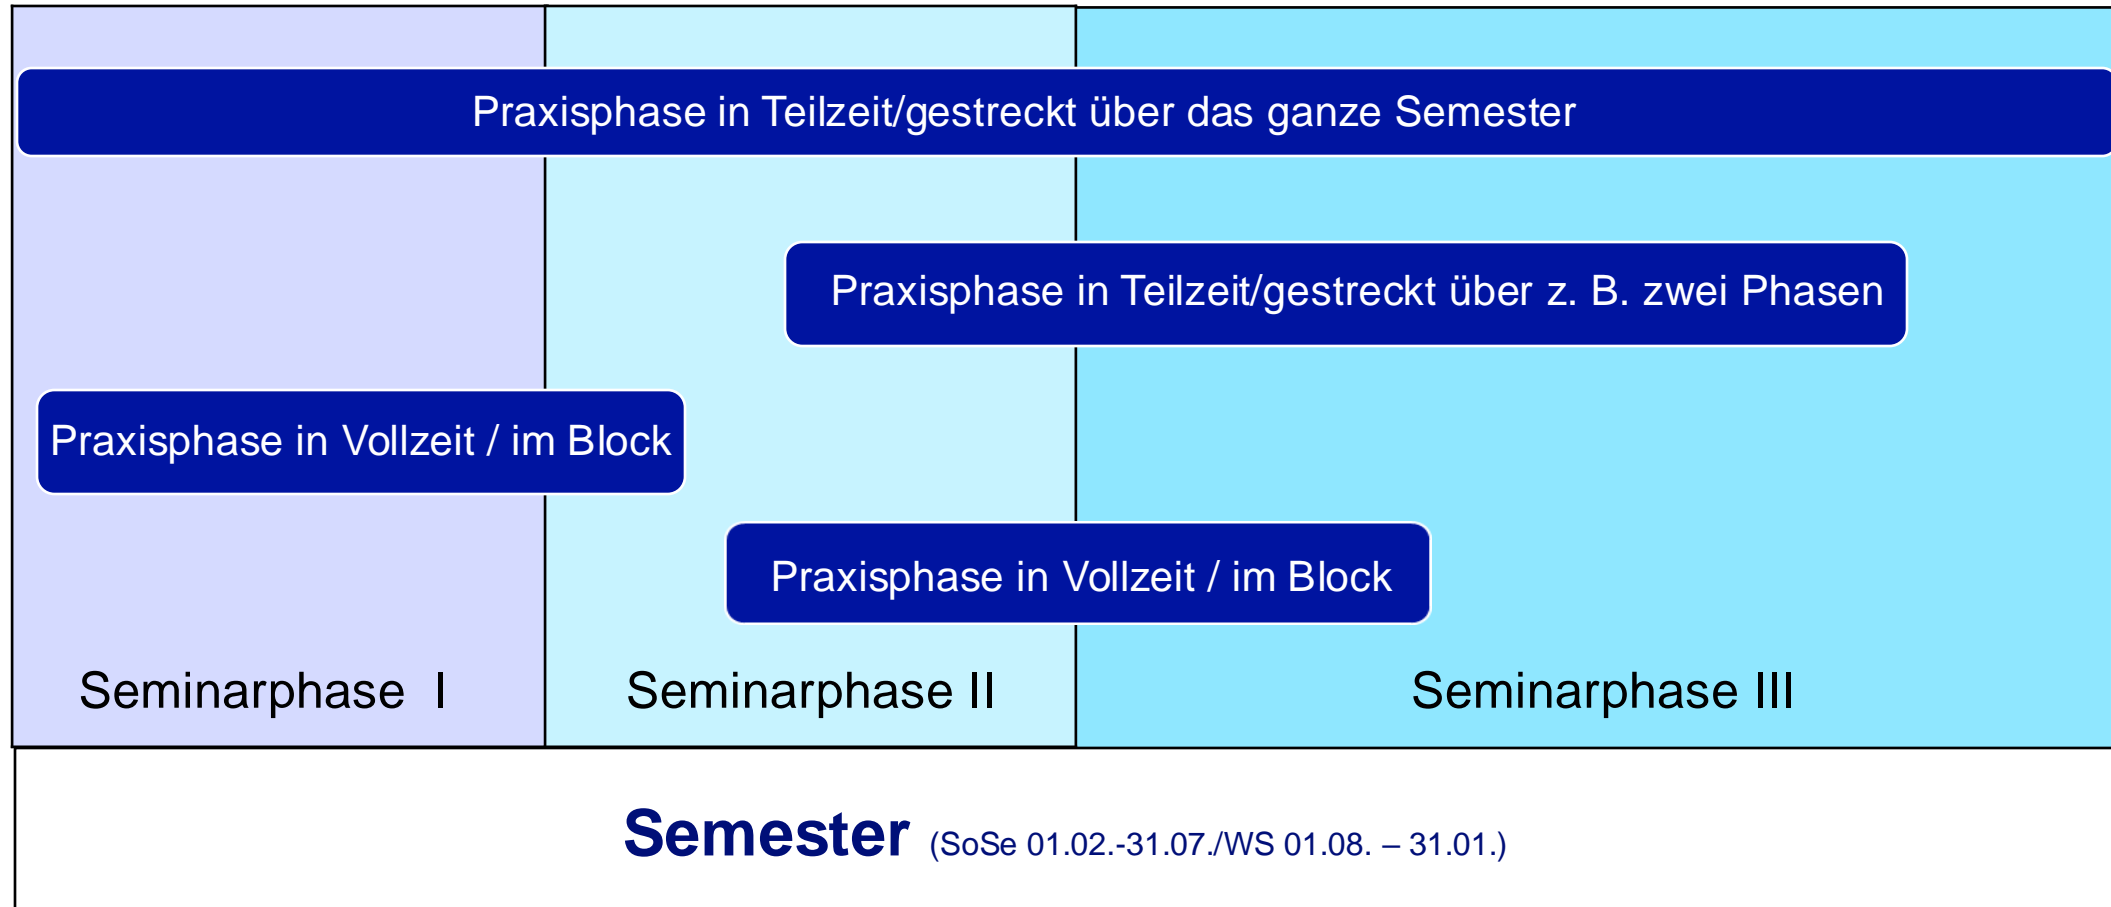 Praxisphase in Teilzeit/gestreckt über das ganze Semester
Praxisphase in Teilzeit/gestreckt über z. B. zwei Phasen
Praxisphase in Vollzeit / im Block
Praxisphase in Vollzeit / im Block
Seminarphase I
Seminarphase II
Seminarphase III
Semester (SoSe 01.02.-31.07./WS 01.08. – 31.01.)